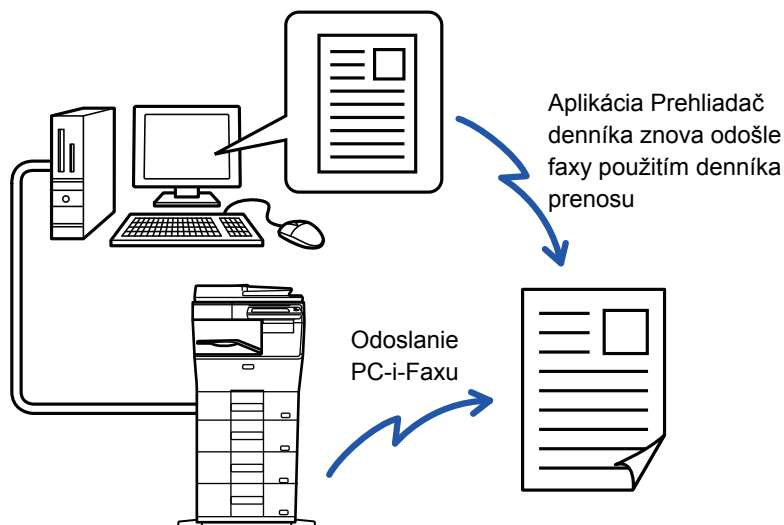 Aplikácia Prehliadač
denníka znova odošle
faxy použitím denníka
prenosu
Odoslanie
PC-i-Faxu